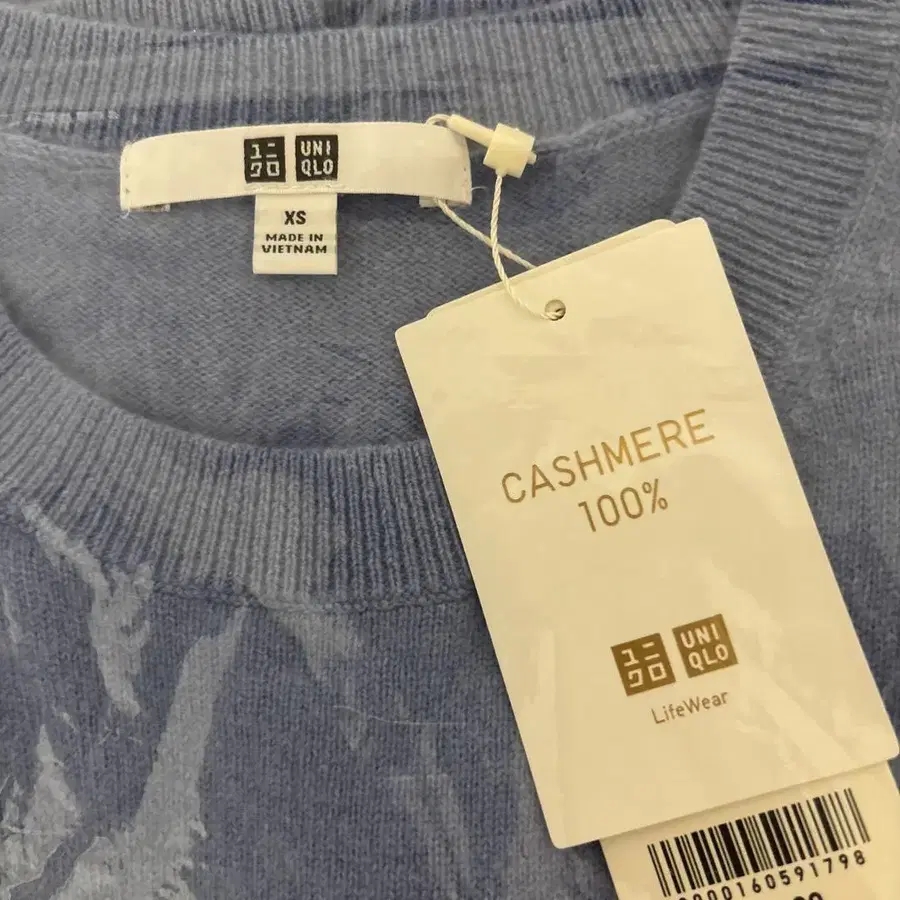 ユニ
クロ
UNI
QLO
XS
MADE IN
VIETNAM
CASHMERE
100%
ユニ
クロ
UNI
QLO
LifeWear